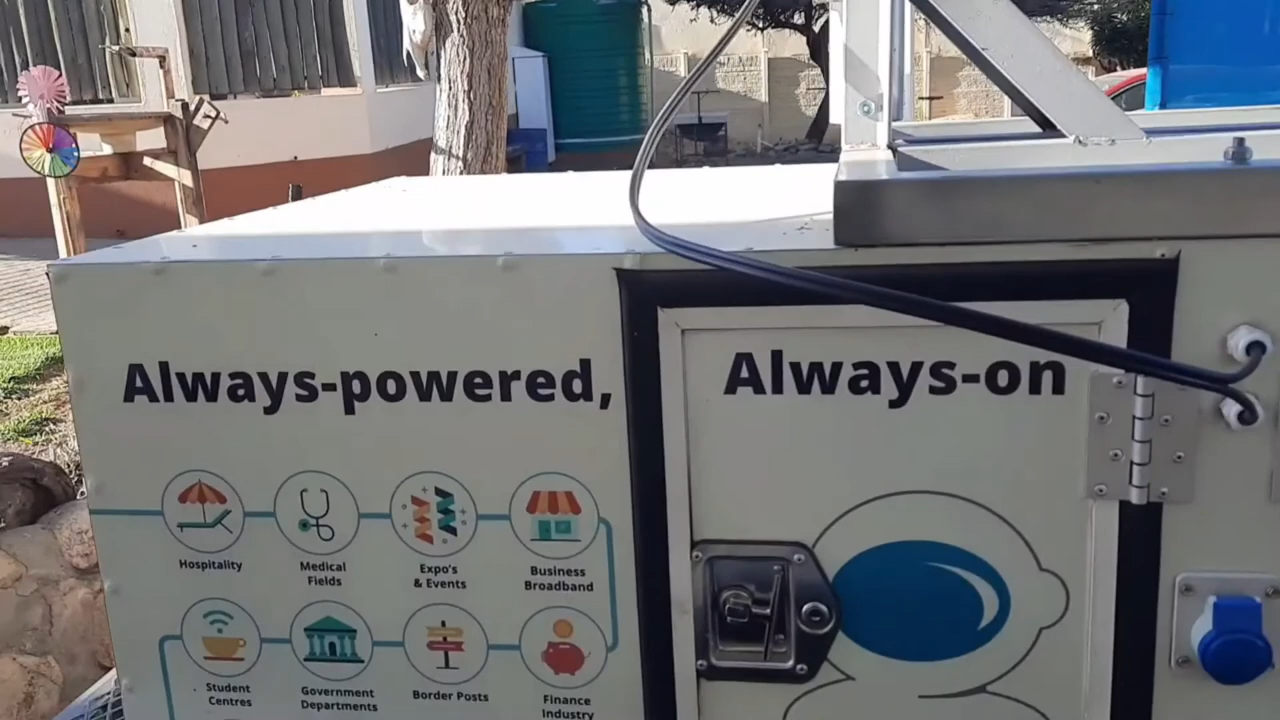 Always-powered,
Always-on
Hospitality
Medical
Fields
Expo's
& Events
Business
Broadband
Student
Centres
Government
Departments
Border Posts
Finance
Industry